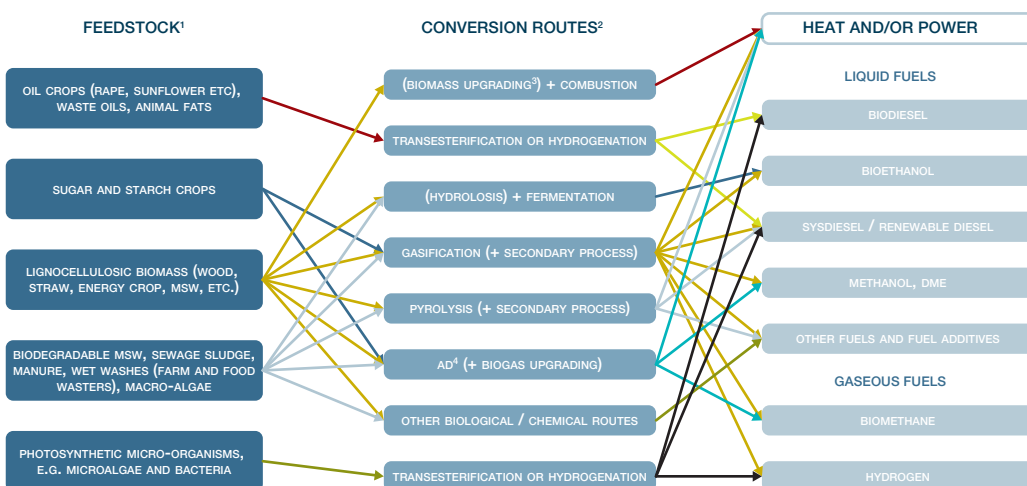 FEEDSTOCK¹
OIL CROPS (RAPE, SUNFLOWER ETC),
WASTE OILS, ANIMAL FATS
SUGAR AND STARCH CROPS
LIGNOCELLULOSIC BIOMASS (WOOD,
STRAW, ENERGY CROP, MSW, ETC.)
BIODEGRADABLE MSW, SEWAGE SLUDGE,
MANURE, WET WASHES (FARM AND FOOD
WASTERS), MACRO-ALGAE
PHOTOSYNTHETIC MICRO-ORGANISMS,
E.G. MICROALGAE AND BACTERIA
CONVERSION ROUTES²
(BIOMASS UPGRADING³) + COMBUSTION
TRANSESTERIFICATION OR HYDROGENATION
(HYDROLOSIS) + FERMENTATION
GASIFICATION (+ SECONDARY PROCESS)
PYROLYSIS (+ SECONDARY PROCESS)
AD⁴ (+ BIOGAS UPGRADING)
OTHER BIOLOGICAL / CHEMICAL ROUTES
TRANSESTERIFICATION OR HYDROGENATION
HEAT AND/OR POWER
LIQUID FUELS
BIODIESEL
BIOETHANOL
SYSDIESEL / RENEWABLE DIESEL
METHANOL, DME
OTHER FUELS AND FUEL ADDITIVES
GASEOUS FUELS
BIOMETHANE
HYDROGEN